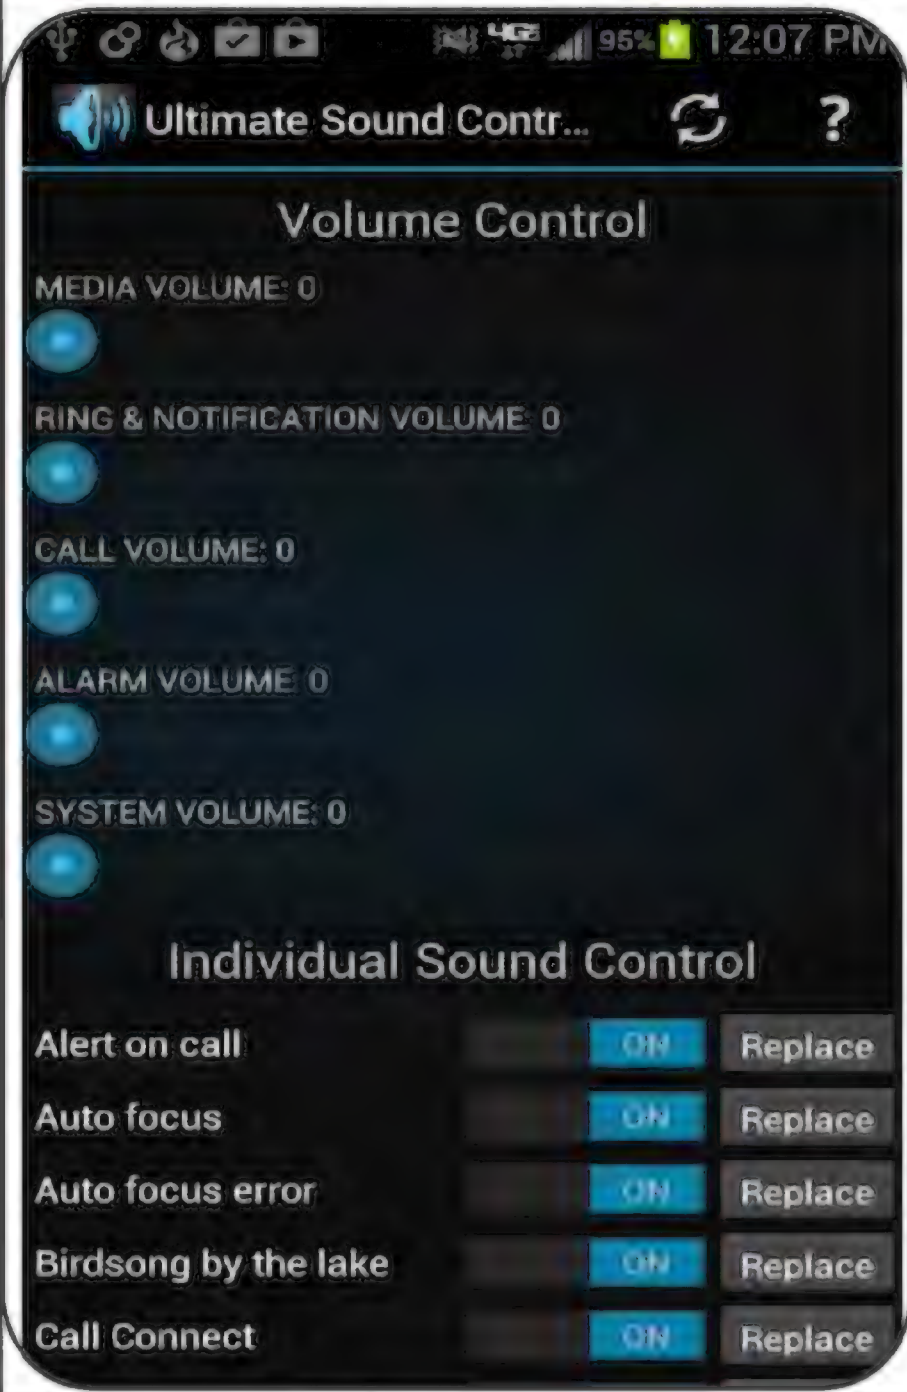 4G 95% 12:07 PM
Ultimate Sound Contr... ?
Volume Control
MEDIA VOLUME: 0
RING & NOTIFICATION VOLUME: 0
CALL VOLUME: 0
ALARM VOLUME: 0
SYSTEM VOLUME: 0
Individual Sound Control
Alert on call ON Replace
Auto focus ON Replace
Auto focus error ON Replace
Birdsong by the lake ON Replace
Call Connect ON Replace